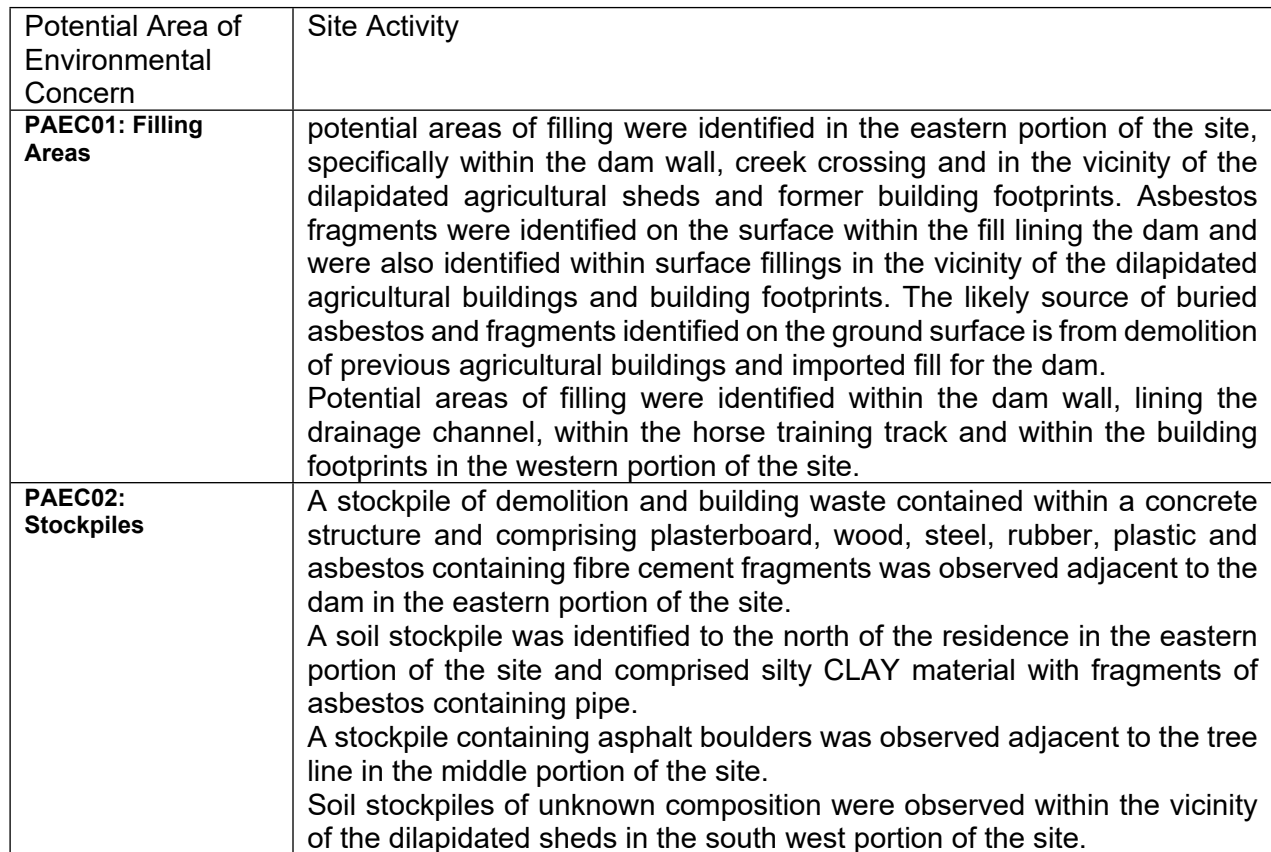 Potential Area of
Environmental
Concern
Site Activity
PAEC01: Filling
Areas
potential areas of filling were identified in the eastern portion of the site,
specifically within the dam wall, creek crossing and in the vicinity of the
dilapidated agricultural sheds and former building footprints. Asbestos
fragments were identified on the surface within the fill lining the dam and
were also identified within surface fillings in the vicinity of the dilapidated
agricultural buildings and building footprints. The likely source of buried
asbestos and fragments identified on the ground surface is from demolition
of previous agricultural buildings and imported fill for the dam.
Potential areas of filling were identified within the dam wall, lining the
drainage channel, within the horse training track and within the building
footprints in the western portion of the site.
PAEC02:
Stockpiles
A stockpile of demolition and building waste contained within a concrete
structure and comprising plasterboard, wood, steel, rubber, plastic and
asbestos containing fibre cement fragments was observed adjacent to the
dam in the eastern portion of the site.
A soil stockpile was identified to the north of the residence in the eastern
portion of the site and comprised silty CLAY material with fragments of
asbestos containing pipe.
A stockpile containing asphalt boulders was observed adjacent to the tree
line in the middle portion of the site.
Soil stockpiles of unknown composition were observed within the vicinity
of the dilapidated sheds in the south west portion of the site.